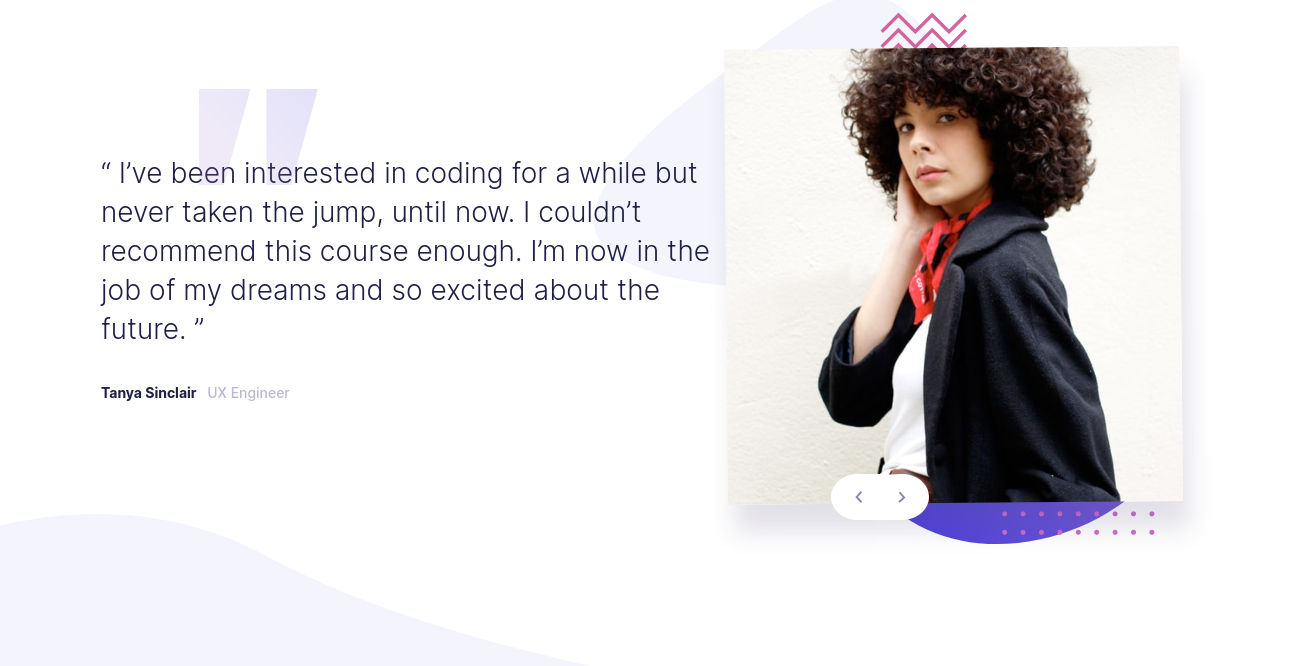 “ I’ve been interested in coding for a while but
never taken the jump, until now. I couldn’t
recommend this course enough. I’m now in the
job of my dreams and so excited about the
future. ”
Tanya Sinclair UX Engineer